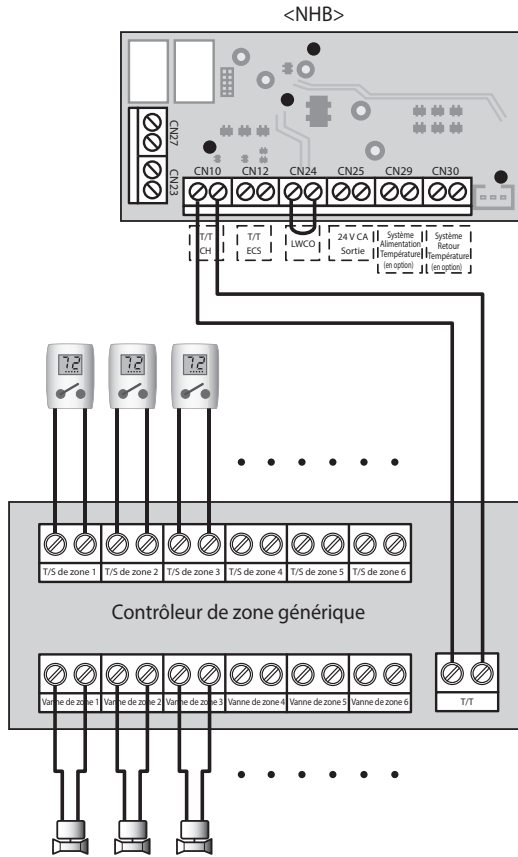 <NHB>
CN27
CN23
CN10 CN12 CN24 CN25 CN29 CN30
T/T CH
T/T ECS
LWCO
24 V CA Sortie
Système Alimentation Température (en option)
Système Retour Température (en option)
72 72 72
T/S de zone 1 T/S de zone 2 T/S de zone 3 T/S de zone 4 T/S de zone 5 T/S de zone 6
Contrôleur de zone générique
Vanne de zone 1 Vanne de zone 2 Vanne de zone 3 Vanne de zone 4 Vanne de zone 5 Vanne de zone 6
T/T